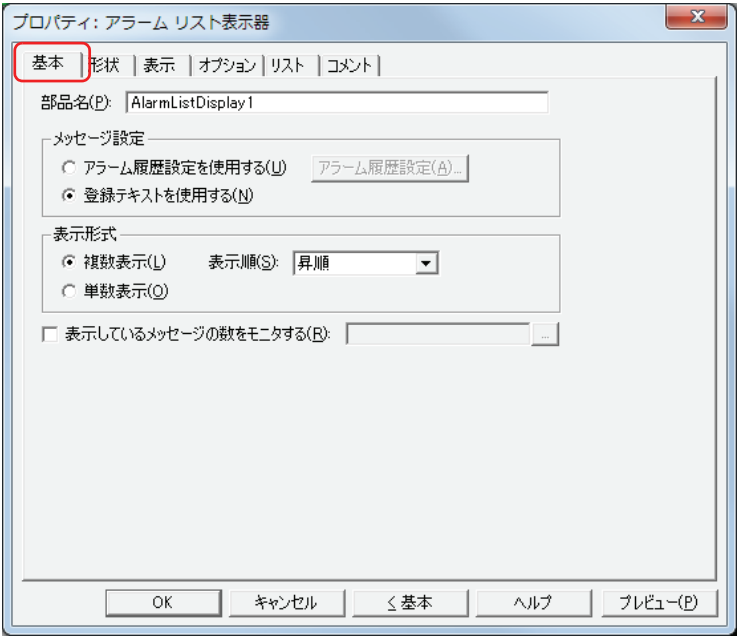 プロパティ: アラーム リスト表示器
基本 形状 表示 オプション リスト コメント
部品名(P): AlarmListDisplay1
メッセージ設定
アラーム履歴設定を使用する(U) アラーム履歴設定(A)...
登録テキストを使用する(N)
表示形式
複数表示(L) 表示順(S): 昇順
単数表示(O)
表示しているメッセージの数をモニタする(R): ...
OK キャンセル < 基本 ヘルプ プレビュー(P)